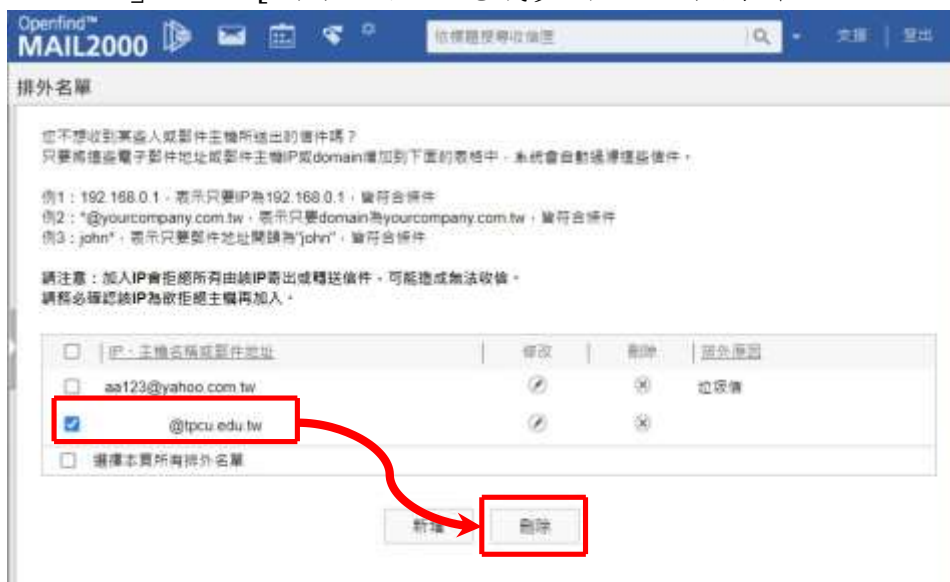 Openfind™
MAIL2000
依標題搜尋收信匣
支援 | 登出
排外名單
您不想收到某些人或郵件主機所送出的信件嗎？
只要將這些電子郵件地址或郵件主機IP或domain增加到下面的表格中，系統會自動過濾這些信件。
例1：192.168.0.1，表示只要IP為192.168.0.1，皆符合條件
例2：*@yourcompany.com.tw，表示只要domain為yourcompany.com.tw，皆符合條件
例3：john*，表示只要郵件地址開頭為"john"，皆符合條件
請注意：加入IP會拒絕所有由該IP寄出或轉送信件，可能造成無法收信。
請務必確認該IP為欲拒絕主機再加入。
IP、主機名稱或郵件地址 | 修改 | 刪除 | 排外原因
aa123@yahoo.com.tw 垃圾信
@tpcu.edu.tw
選擇本頁所有排外名單
新增 刪除